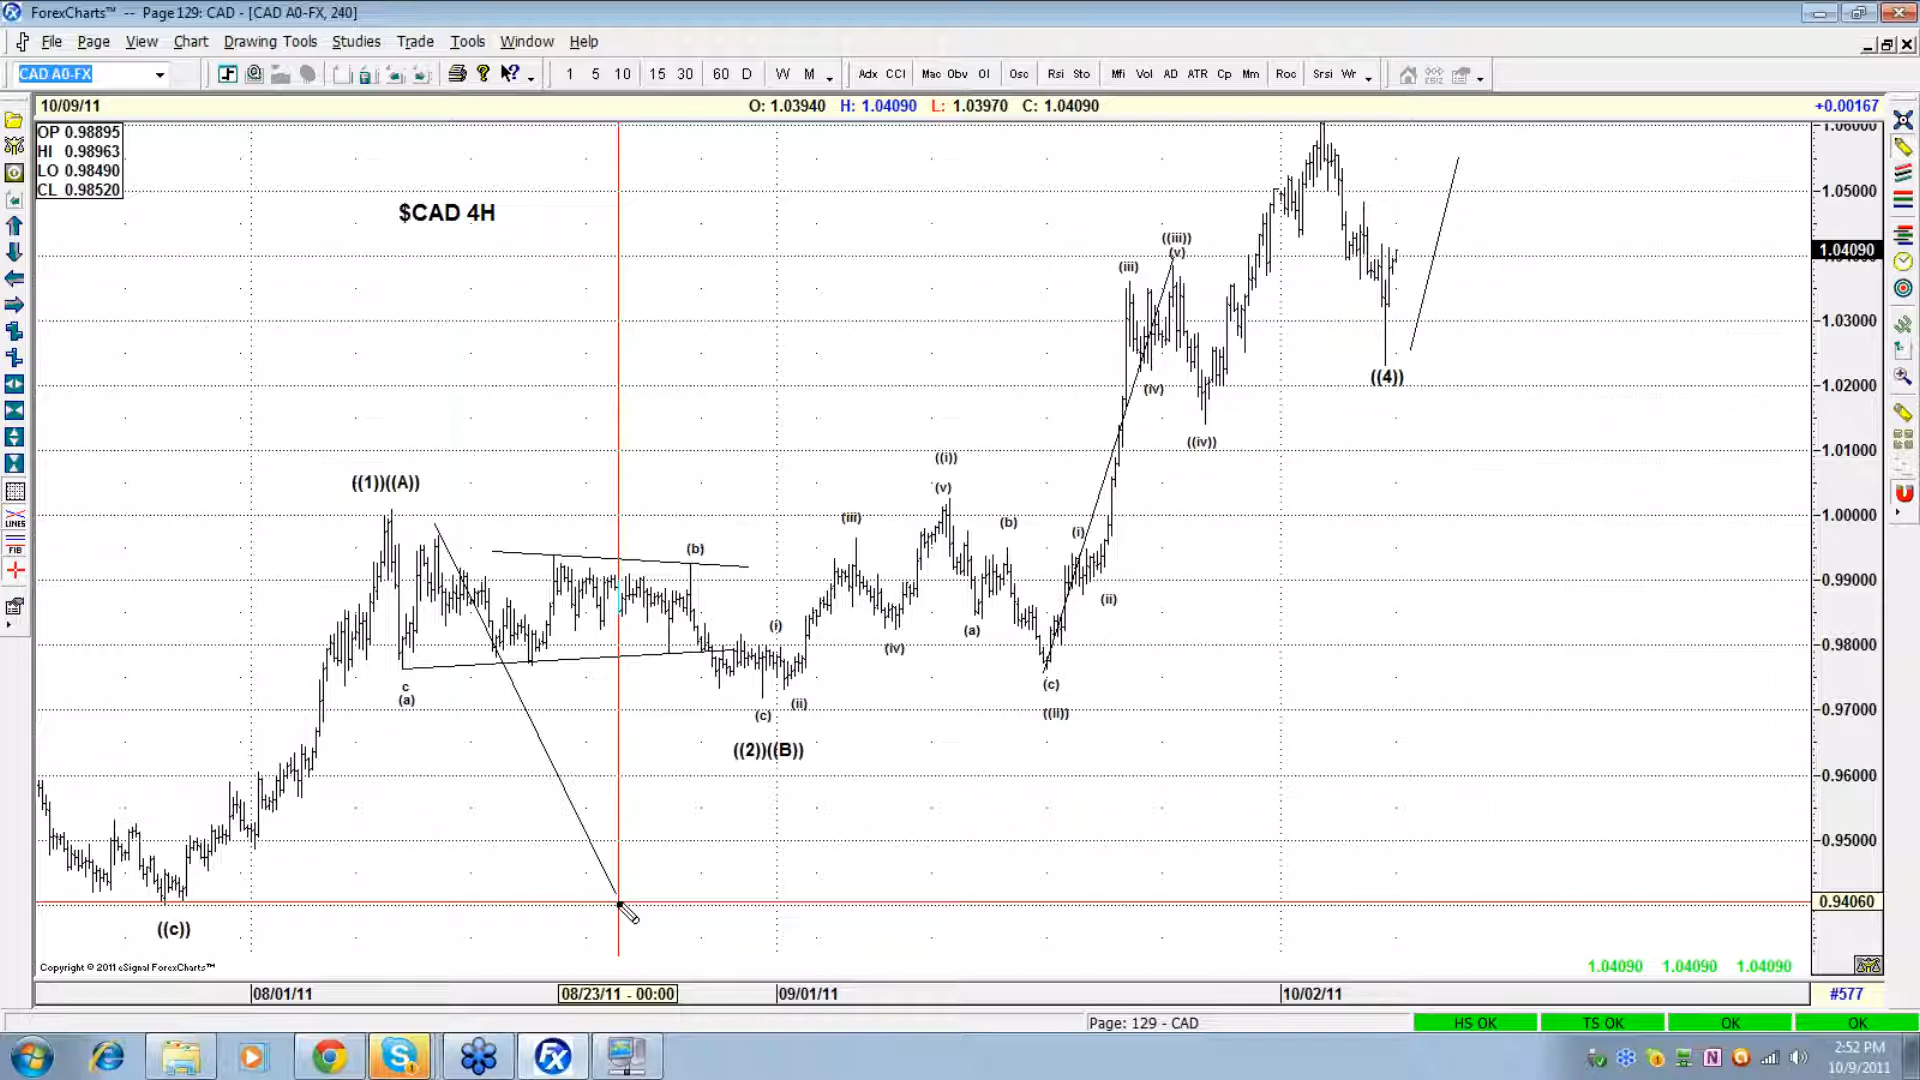 ForexCharts™ -- Page 129: CAD - [CAD A0-FX, 240]
File Page View Chart Drawing Tools Studies Trade Tools Window Help
CAD A0-FX 1 5 10 15 30 60 D W M Adx CCI Mac Obv OI Osc Rsi Sto Mfi Vol AD ATR Cp Mm Roc Srsi Wr
10/09/11 O: 1.03940 H: 1.04090 L: 1.03970 C: 1.04090 +0.00167
OP 0.98895
HI 0.98963
LO 0.98490
CL 0.98520
$CAD 4H
1.06000
1.05000
1.04090
1.03000
1.02000
1.01000
1.00000
0.99000
0.98000
0.97000
0.96000
0.95000
0.94060
((iii))
(v)
(iii)
((4))
(iv)
((iv))
((i))
((1))((A))
(v)
(iii)
(b)
(i)
(b)
(ii)
(i)
(a)
(iv)
c
(a)
(c)
(ii)
(c)
((ii))
((2))((B))
((c))
LINES
FIB
Copyright © 2011 eSignal ForexCharts™
1.04090 1.04090 1.04090
08/01/11 08/23/11 - 00:00 09/01/11 10/02/11 #577
Page: 129 - CAD HS OK TS OK OK OK
2:52 PM
10/9/2011